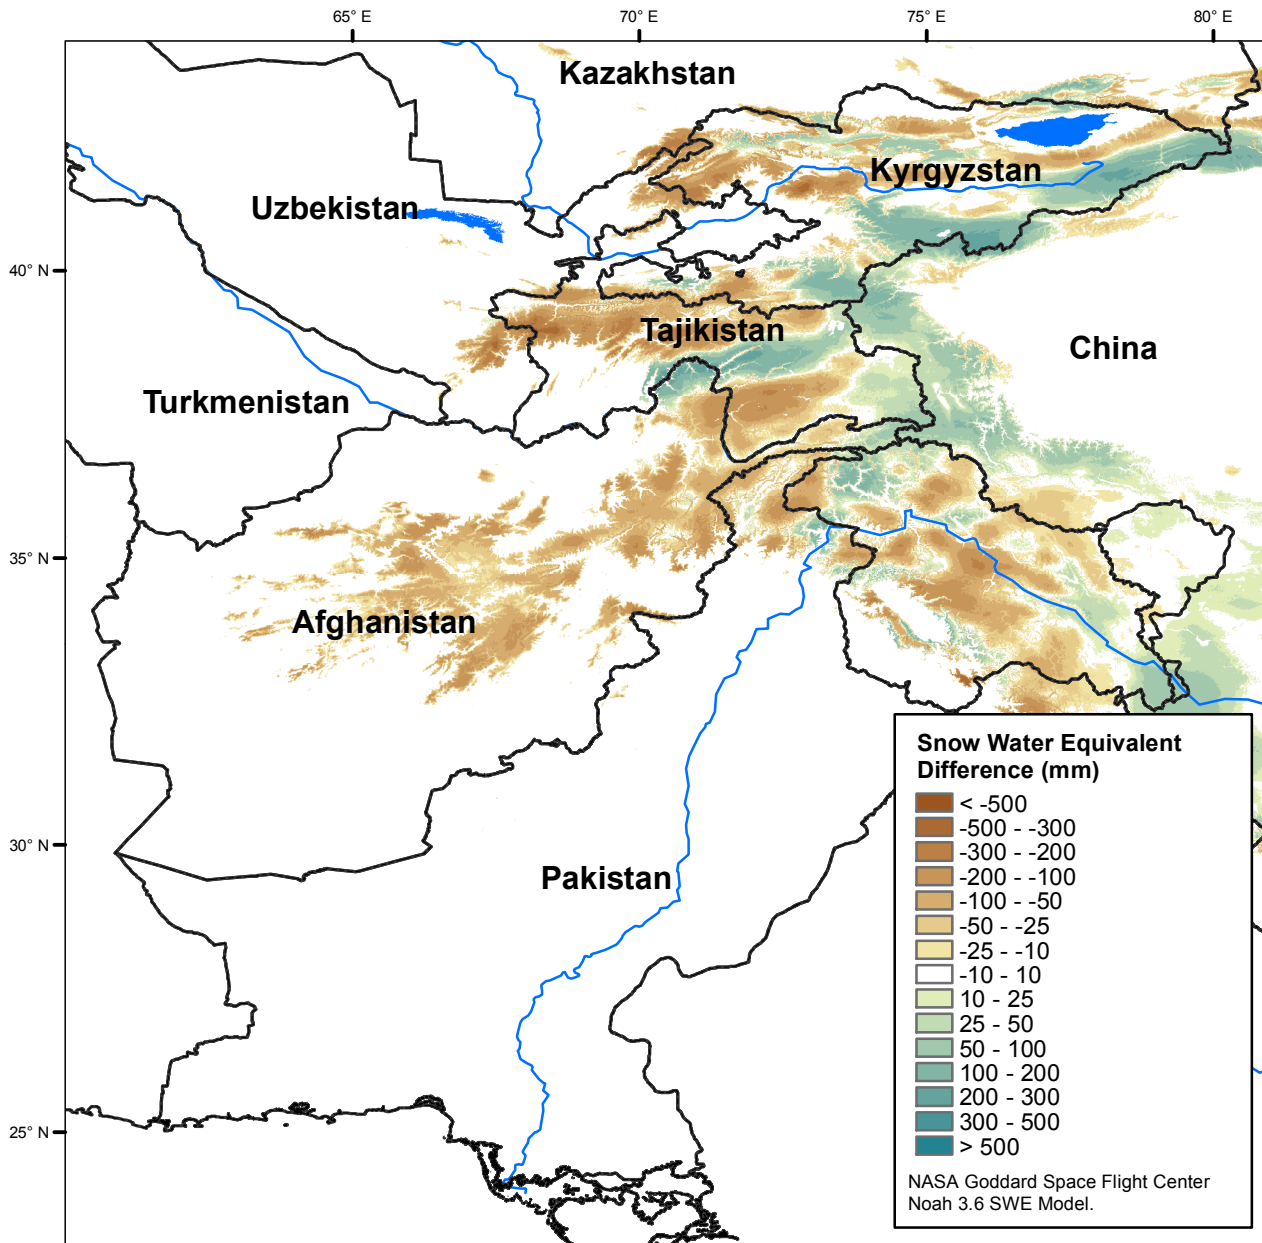 65° E
70° E
75° E
80° E
Kazakhstan
Kyrgyzstan
Uzbekistan
40° N
Tajikistan
China
Turkmenistan
35° N
Afghanistan
Snow Water Equivalent
Difference (mm)
< -500
-500 - -300
-300 - -200
-200 - -100
-100 - -50
-50 - -25
-25 - -10
-10 - 10
10 - 25
25 - 50
50 - 100
100 - 200
200 - 300
300 - 500
> 500
NASA Goddard Space Flight Center
Noah 3.6 SWE Model.
30° N
Pakistan
25° N